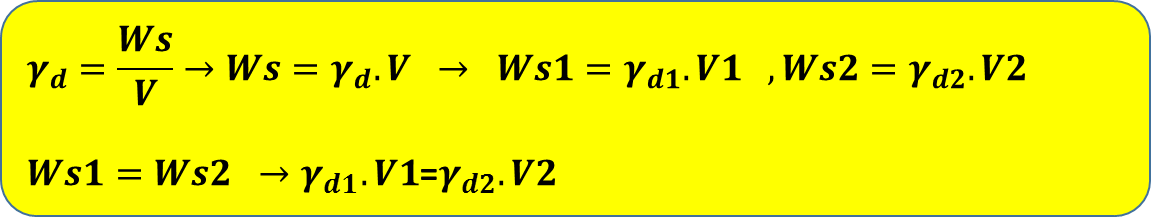 γd = Ws/V → Ws = γd.V → Ws1 = γd1.V1 ,Ws2 = γd2.V2
Ws1 = Ws2 → γd1.V1=γd2.V2